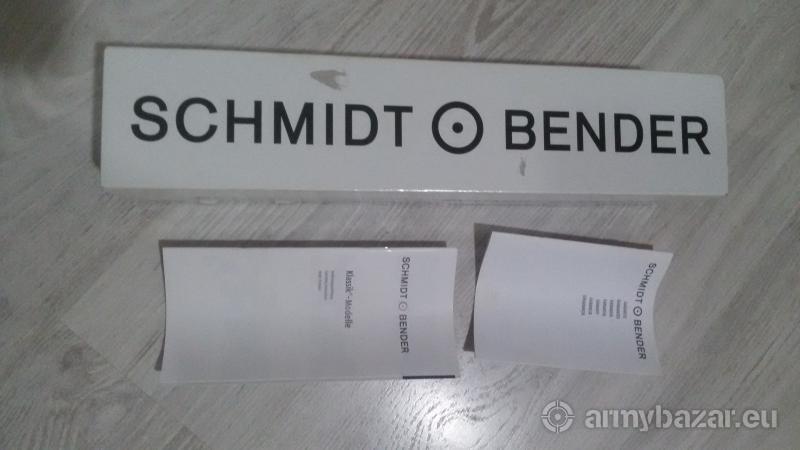 SCHMIDT BENDER
SCHMIDT BENDER
Klassik-Modelle
SCHMIDT BENDER
armybazar.eu